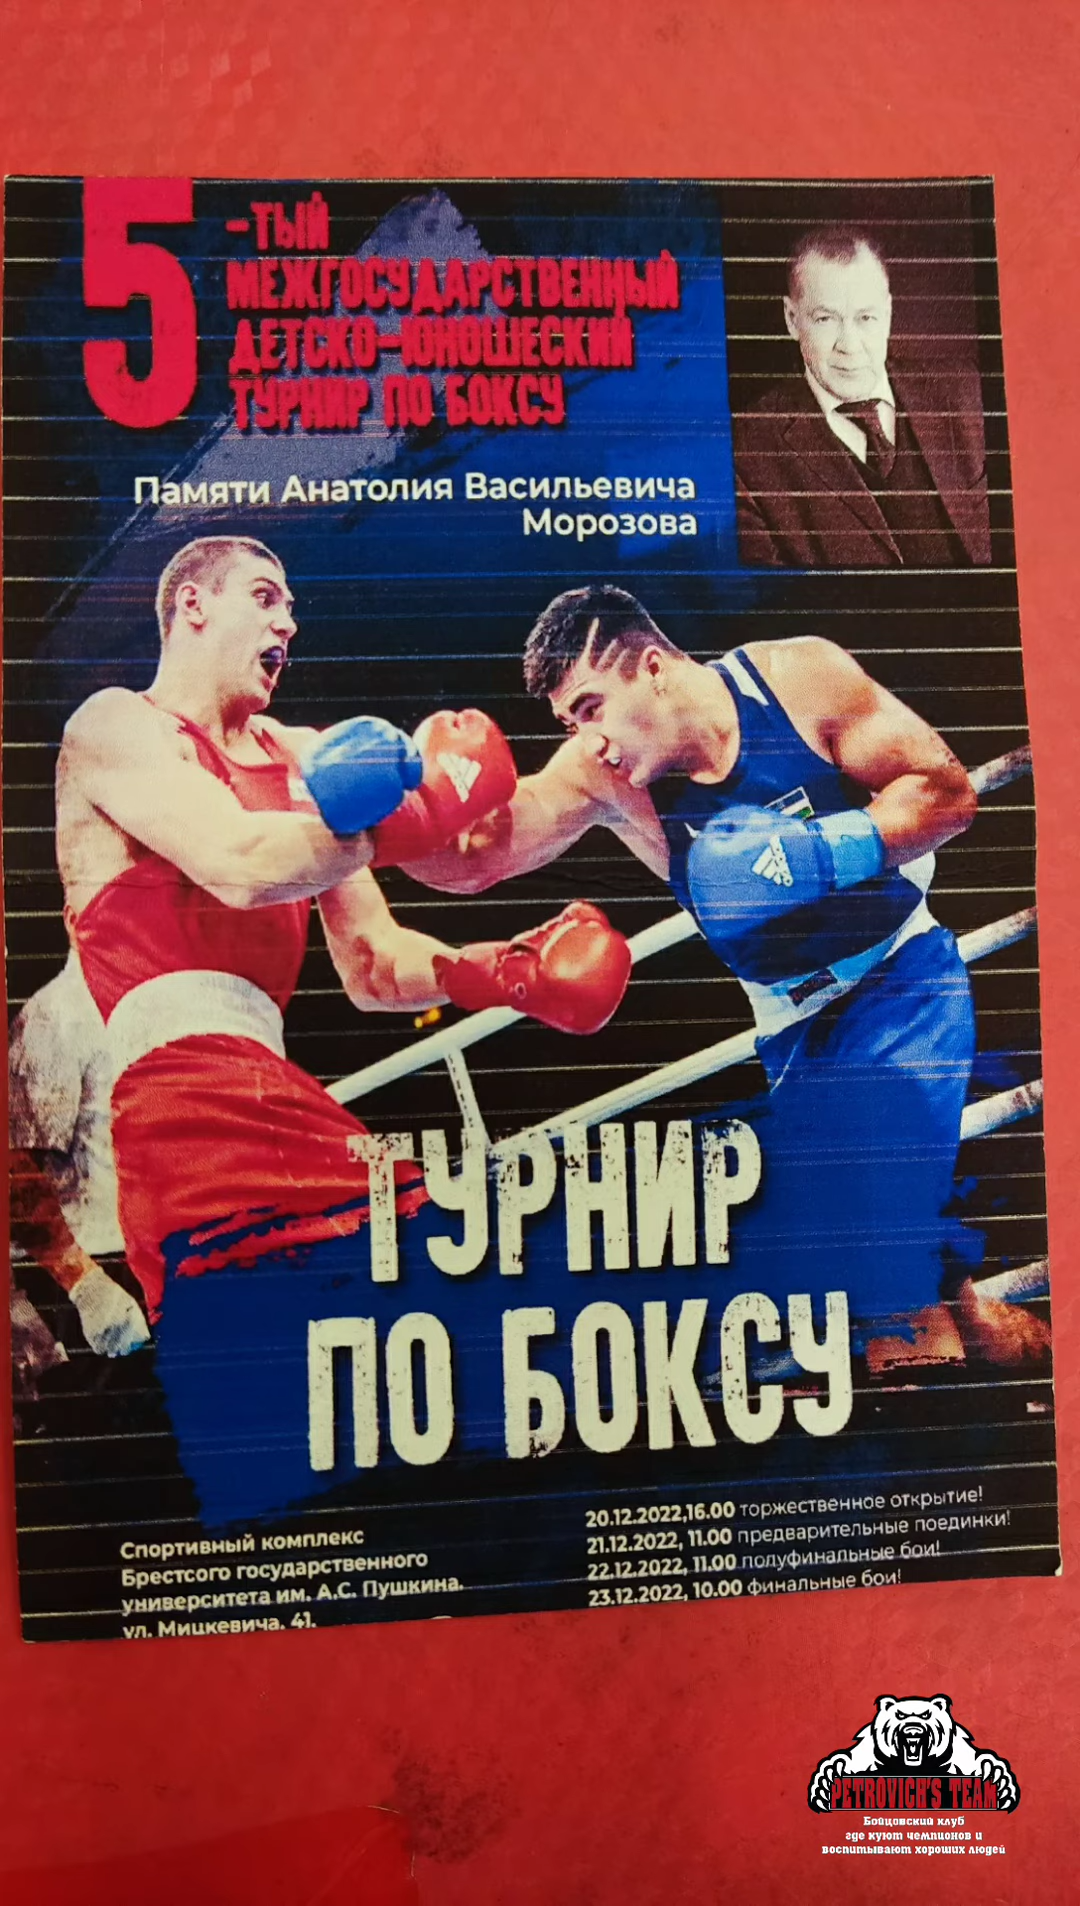 5
-ТЫЙ
МЕЖГОСУДАРСТВЕННЫЙ
ДЕТСКО-ЮНОШЕСКИЙ
ТУРНИР ПО БОКСУ
Памяти Анатолия Васильевича
Морозова
ТУРНИР
ПО БОКСУ
Спортивный комплекс
Брестсого государственного
университета им. А.С. Пушкина.
ул. Мицкевича. 41.
20.12.2022,16.00 торжественное открытие!
21.12.2022, 11.00 предварительные поединки!
22.12.2022, 11.00 полуфинальные бои!
23.12.2022, 10.00 финальные бои!
PETROVICH'S TEAM
Бойцовский клуб
где куют чемпионов и
воспитывают хороших людей